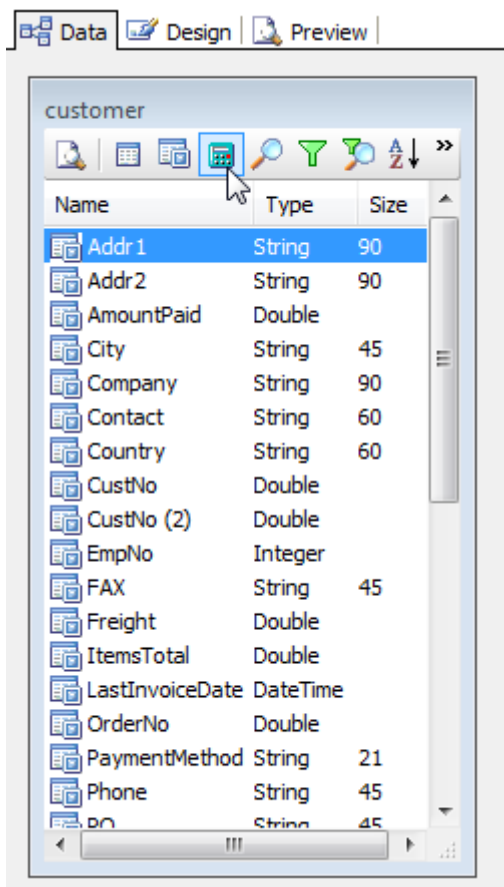 Data Design Preview
customer
A Z »
Name Type Size
Addr1 String 90
Addr2 String 90
AmountPaid Double
City String 45
Company String 90
Contact String 60
Country String 60
CustNo Double
CustNo (2) Double
EmpNo Integer
FAX String 45
Freight Double
ItemsTotal Double
LastInvoiceDate DateTime
OrderNo Double
PaymentMethod String 21
Phone String 45
PO String 45